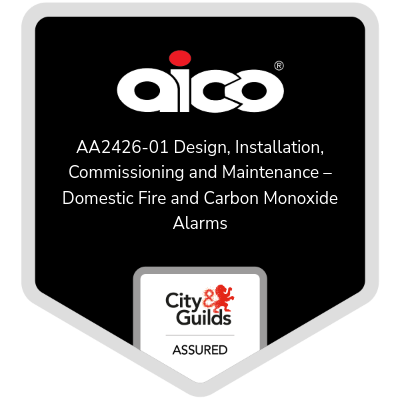 aico®
AA2426-01 Design, Installation,
Commissioning and Maintenance –
Domestic Fire and Carbon Monoxide
Alarms
City&
Guilds
ASSURED